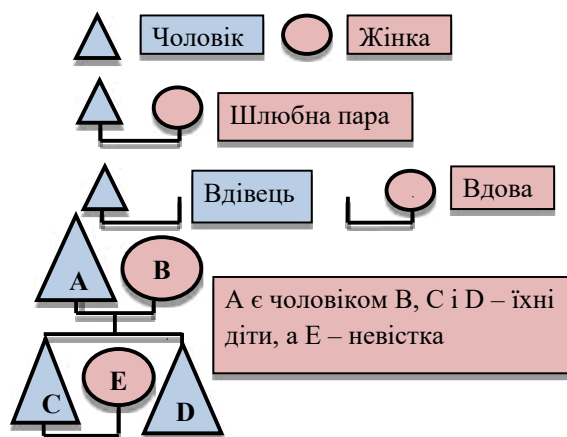 Чоловік
Жінка
Шлюбна пара
Вдівець
Вдова
A
B
A є чоловіком B, C і D – їхні
діти, а E – невістка
C
E
D